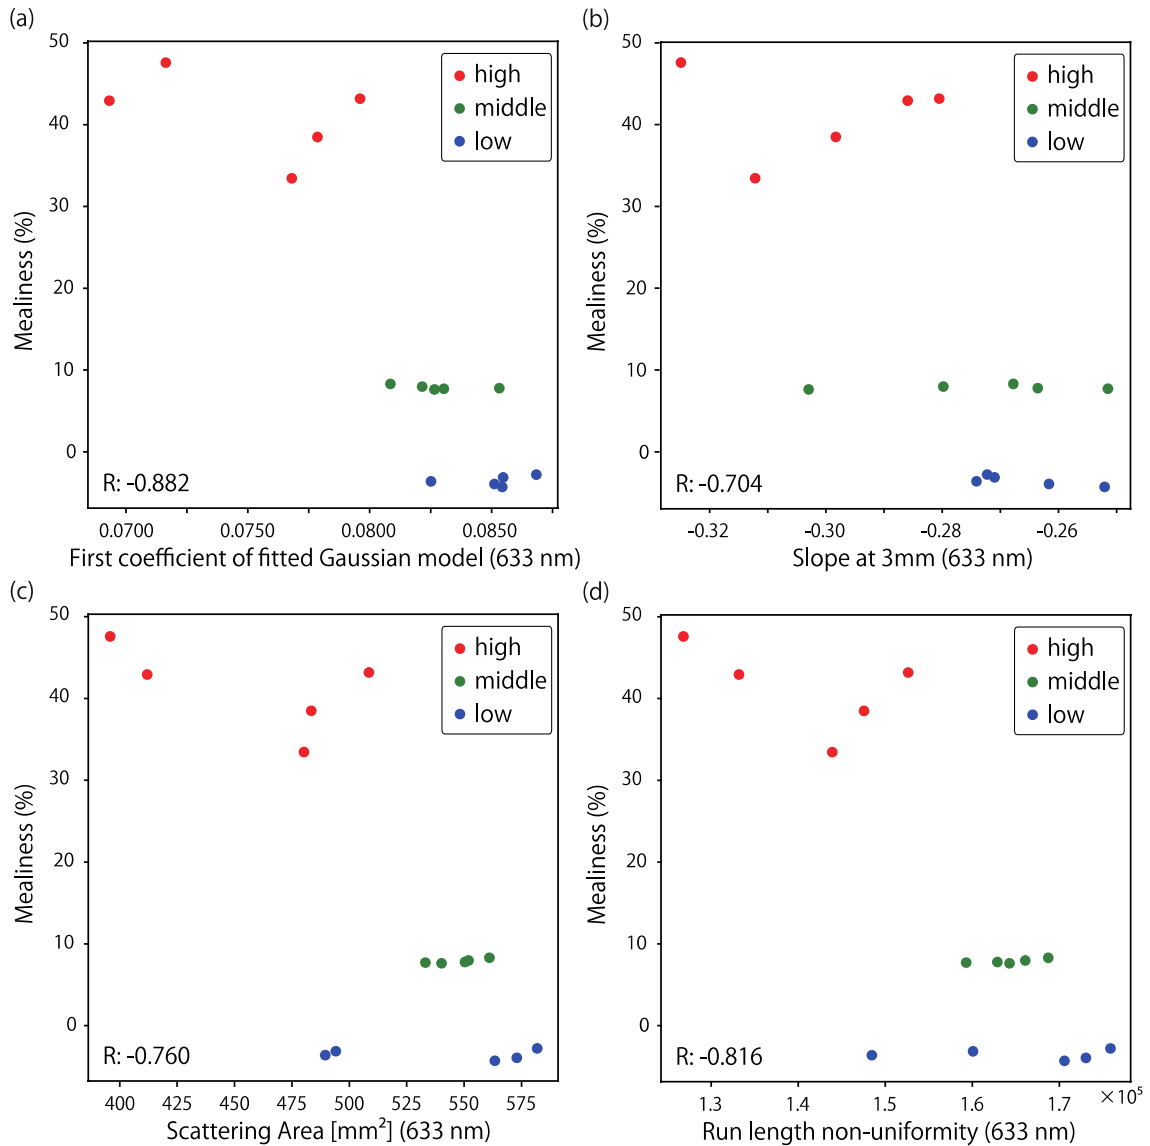 (a)
50
40
30
20
10
0
Mealiness (%)
high
middle
low
R: -0.882
0.0700 0.0750 0.0800 0.0850
First coefficient of fitted Gaussian model (633 nm)
(b)
50
40
30
20
10
0
Mealiness (%)
high
middle
low
R: -0.704
-0.32 -0.30 -0.28 -0.26
Slope at 3mm (633 nm)
(c)
50
40
30
20
10
0
Mealiness (%)
high
middle
low
R: -0.760
400 425 450 475 500 525 550 575
Scattering Area [mm²] (633 nm)
(d)
50
40
30
20
10
0
Mealiness (%)
high
middle
low
R: -0.816
1.3 1.4 1.5 1.6 1.7 ×10⁵
Run length non-uniformity (633 nm)